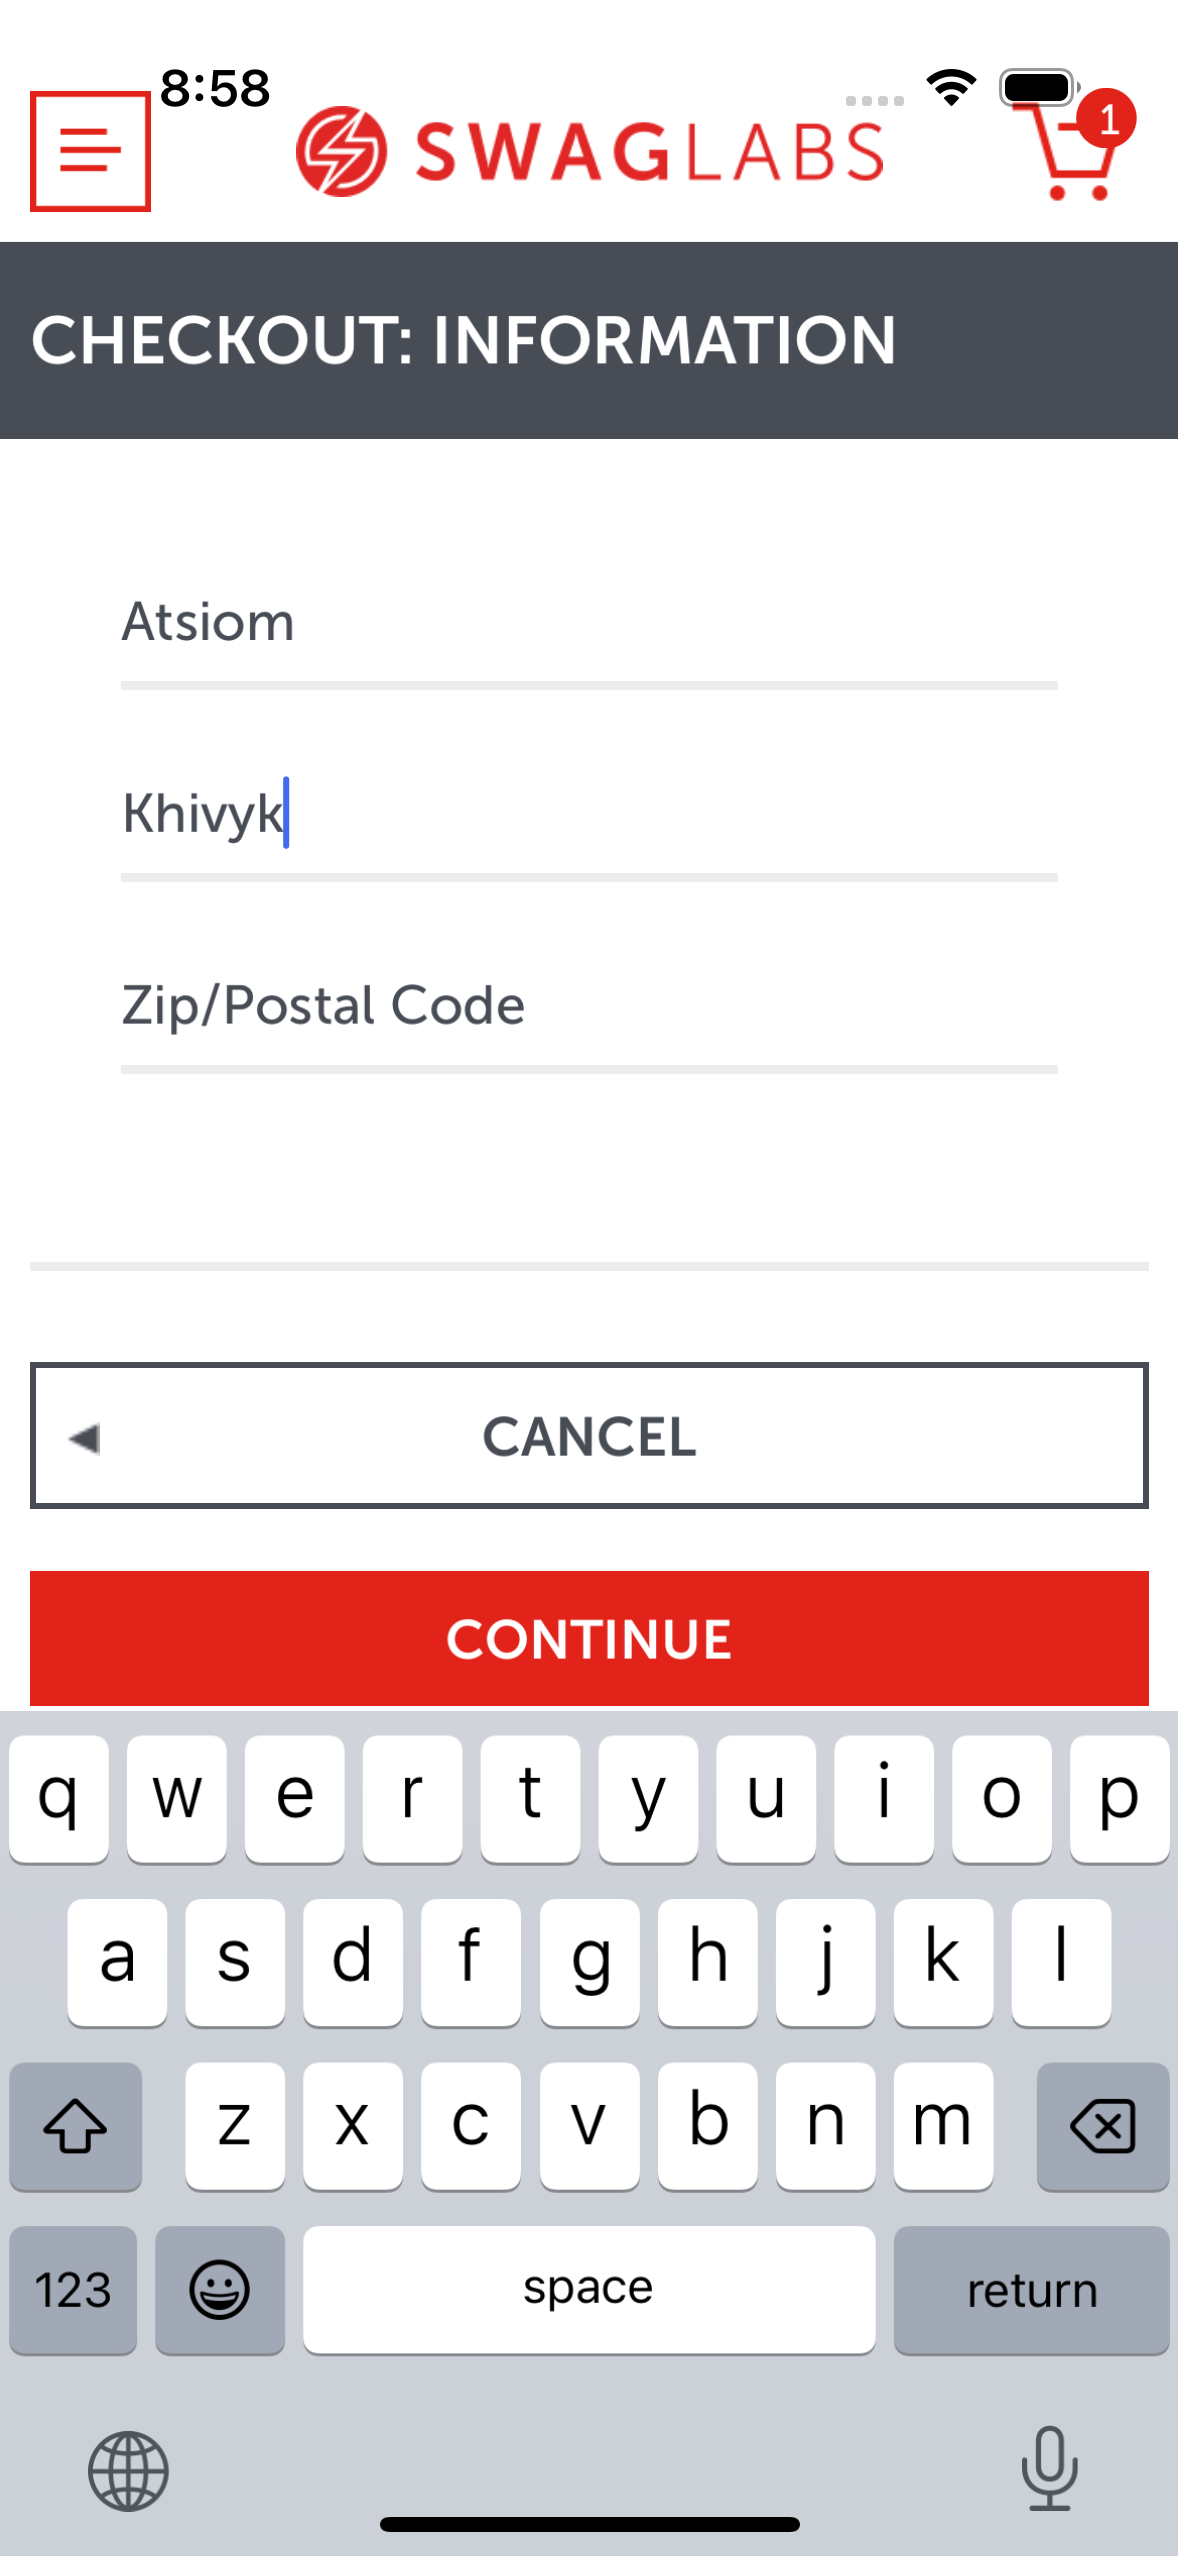 8:58
SWAGLABS
1
CHECKOUT: INFORMATION
Atsiom
Khivyk
Zip/Postal Code
CANCEL
CONTINUE
q w e r t y u i o p
a s d f g h j k l
z x c v b n m
123 space return